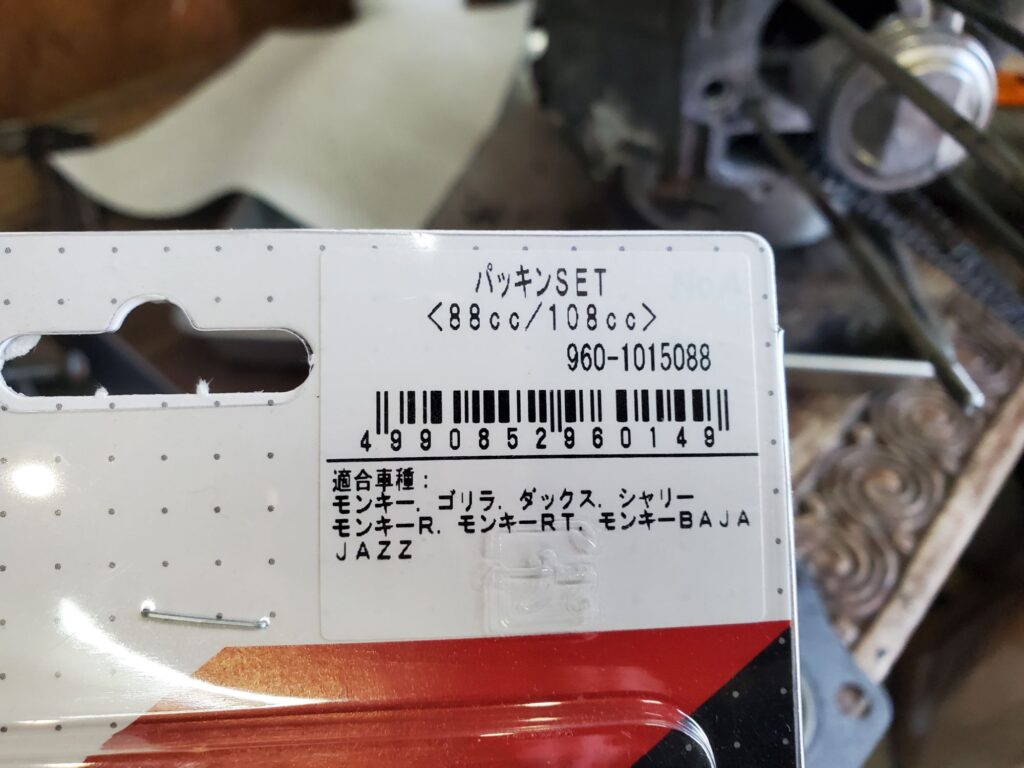 パッキンSET
<88cc/108cc>
960-1015088
4990852960149
適合車種：
モンキー．ゴリラ．ダックス．シャリー
モンキーR．モンキーRT．モンキーBAJA
JAZZ